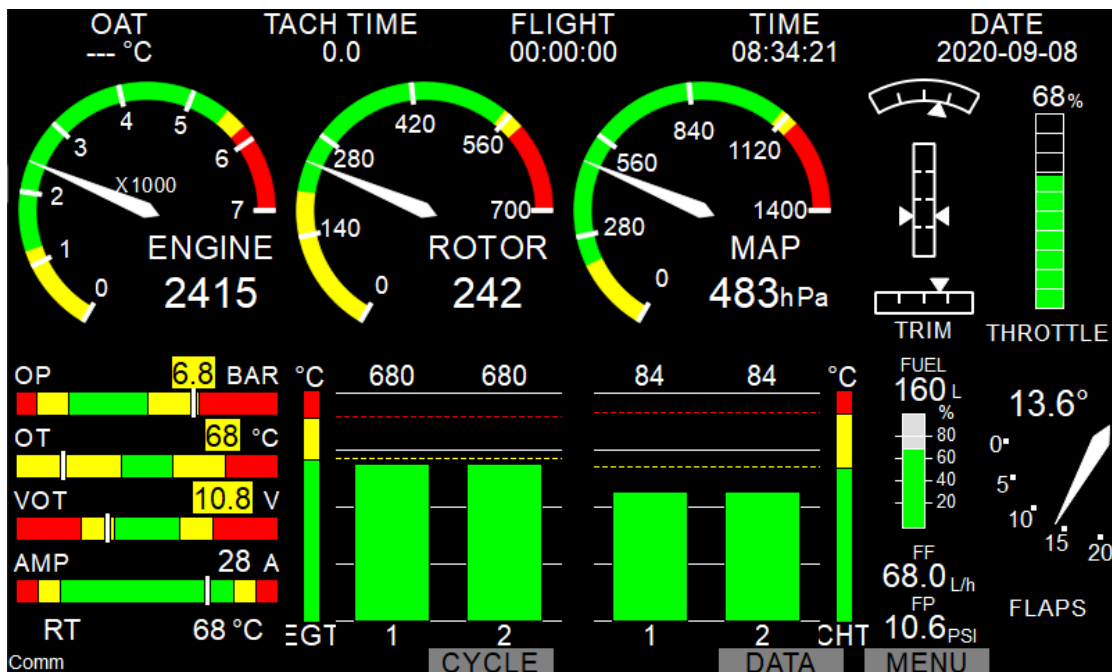 OAT TACH TIME FLIGHT TIME DATE
--- °C 0.0 00:00:00 08:34:21 2020-09-08
0 1 2 3 4 5 6 7
X1000
ENGINE
2415
0 140 280 420 560 700
ROTOR
242
0 280 560 840 1120 1400
MAP
483hPa
TRIM
68%
THROTTLE
OP 6.8 BAR
OT 68 °C
VOT 10.8 V
AMP 28 A
RT 68 °C
°C 680 680
EGT 1 2
84 84 °C
1 2 CHT
FUEL
160 L
%
80
60
40
20
FF
68.0 L/h
FP
10.6 PSI
13.6°
0
5
10
15
20
FLAPS
Comm CYCLE DATA MENU